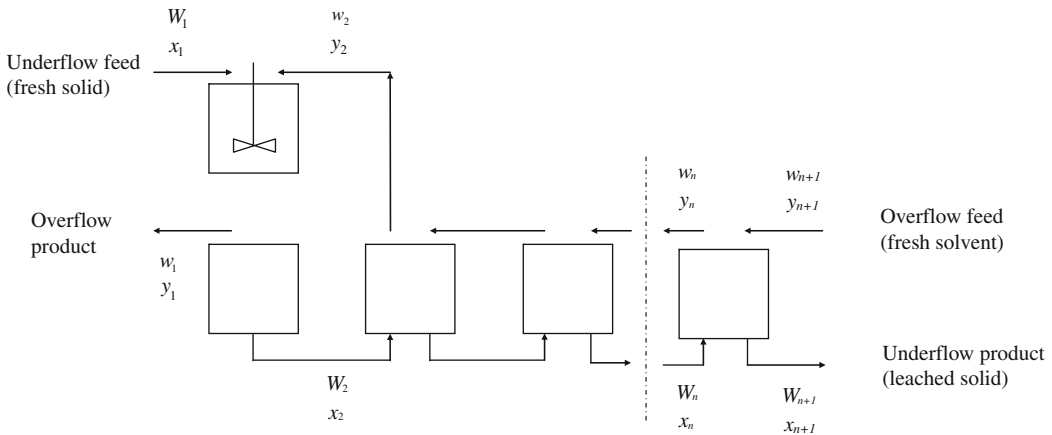 W₁
x₁
w₂
y₂
Underflow feed
(fresh solid)
wₙ
yₙ
wₙ₊₁
yₙ₊₁
Overflow
product
Overflow feed
(fresh solvent)
w₁
y₁
W₂
x₂
Wₙ
xₙ
Wₙ₊₁
xₙ₊₁
Underflow product
(leached solid)